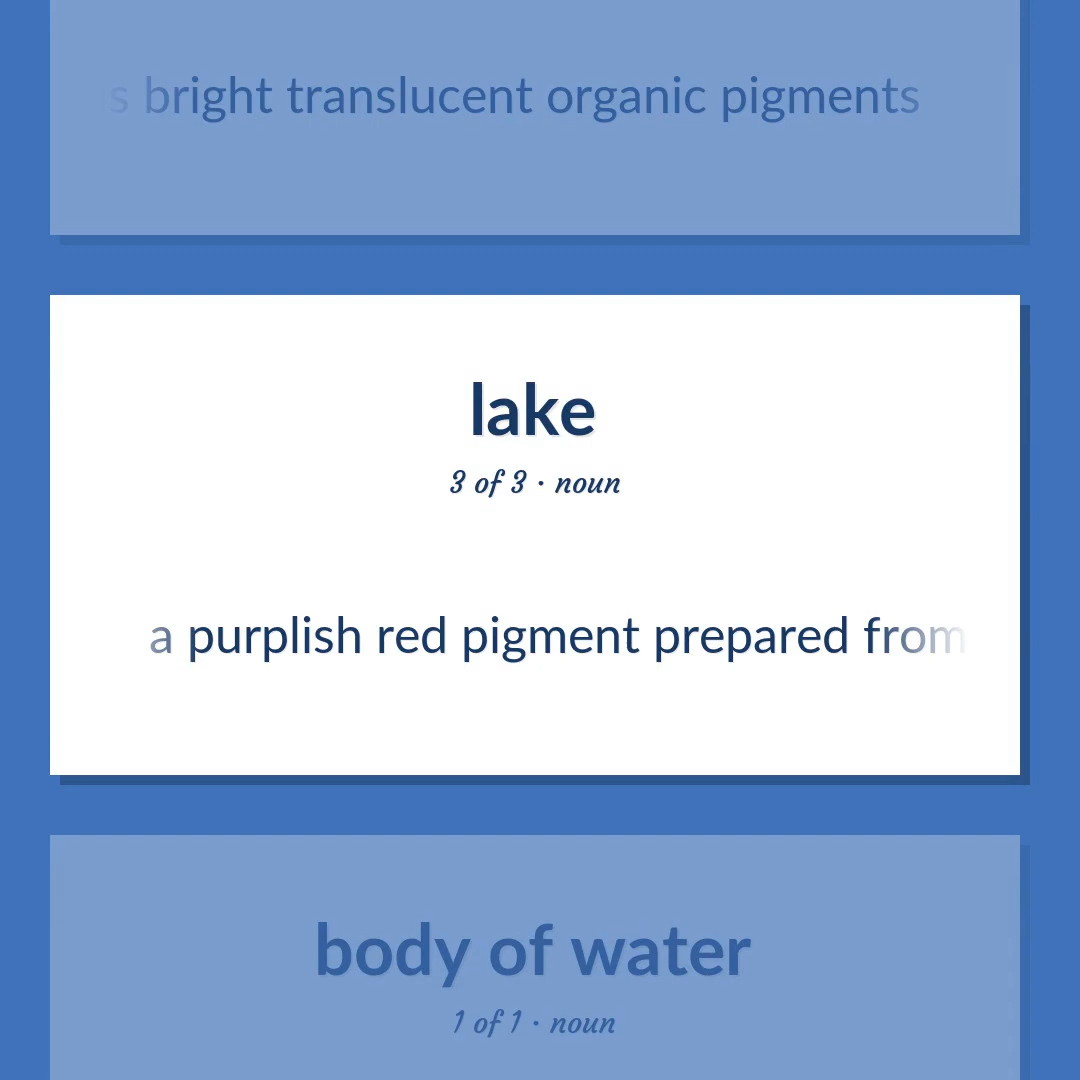 s bright translucent organic pigments
lake
3 of 3 · noun
a purplish red pigment prepared from
body of water
1 of 1 · noun